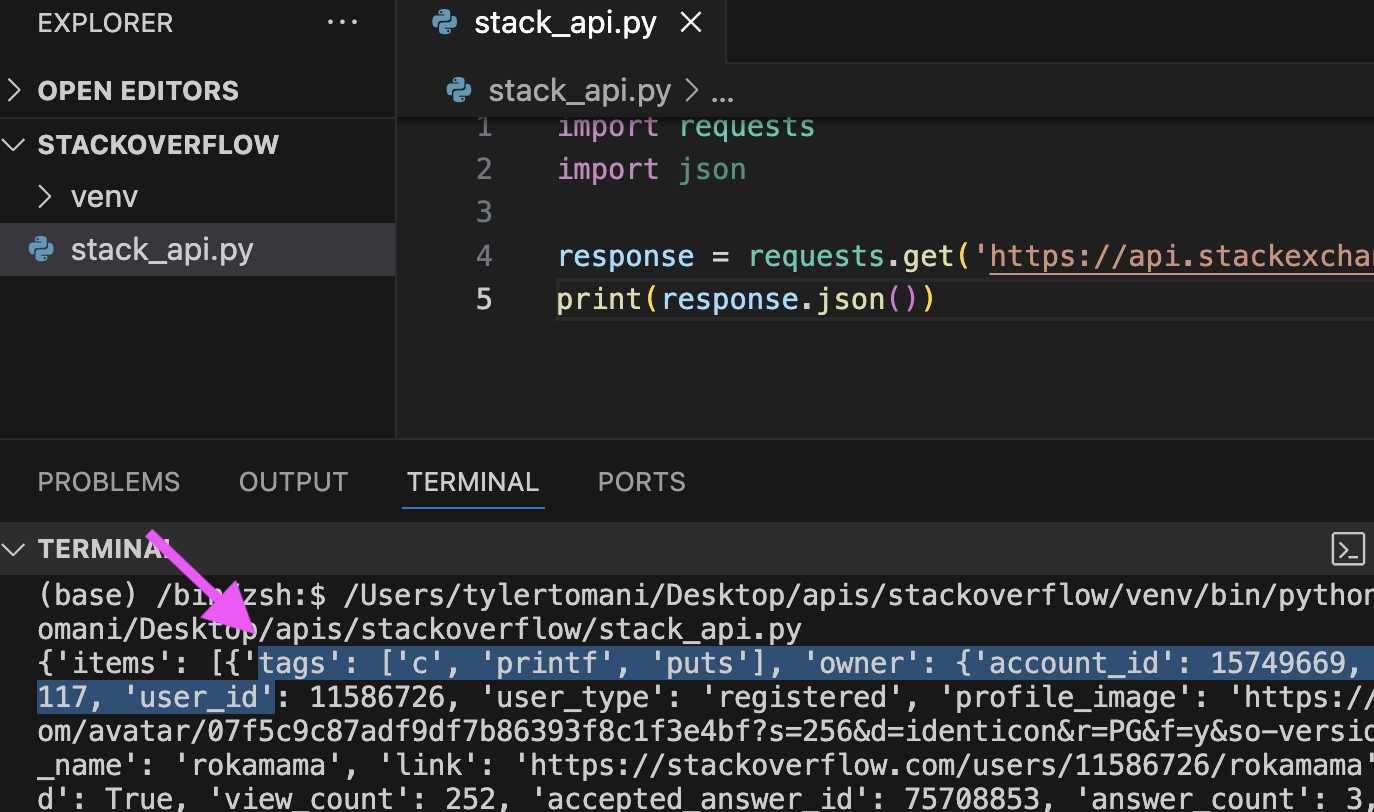 EXPLORER ...
stack_api.py
OPEN EDITORS
stack_api.py > ...
STACKOVERFLOW
venv
stack_api.py
1 import requests
2 import json
3
4 response = requests.get('https://api.stackexcha
5 print(response.json())
PROBLEMS OUTPUT TERMINAL PORTS
TERMINAL
(base) /bin/zsh:$ /Users/tylertomani/Desktop/apis/stackoverflow/venv/bin/python
omani/Desktop/apis/stackoverflow/stack_api.py
{'items': [{'tags': ['c', 'printf', 'puts'], 'owner': {'account_id': 15749669,
117, 'user_id': 11586726, 'user_type': 'registered', 'profile_image': 'https:/
om/avatar/07f5c9c87adf9df7b86393f8c1f3e4bf?s=256&d=identicon&r=PG&f=y&so-versio
_name': 'rokamama', 'link': 'https://stackoverflow.com/users/11586726/rokamama'
d': True, 'view_count': 252, 'accepted_answer_id': 75708853, 'answer_count': 3,